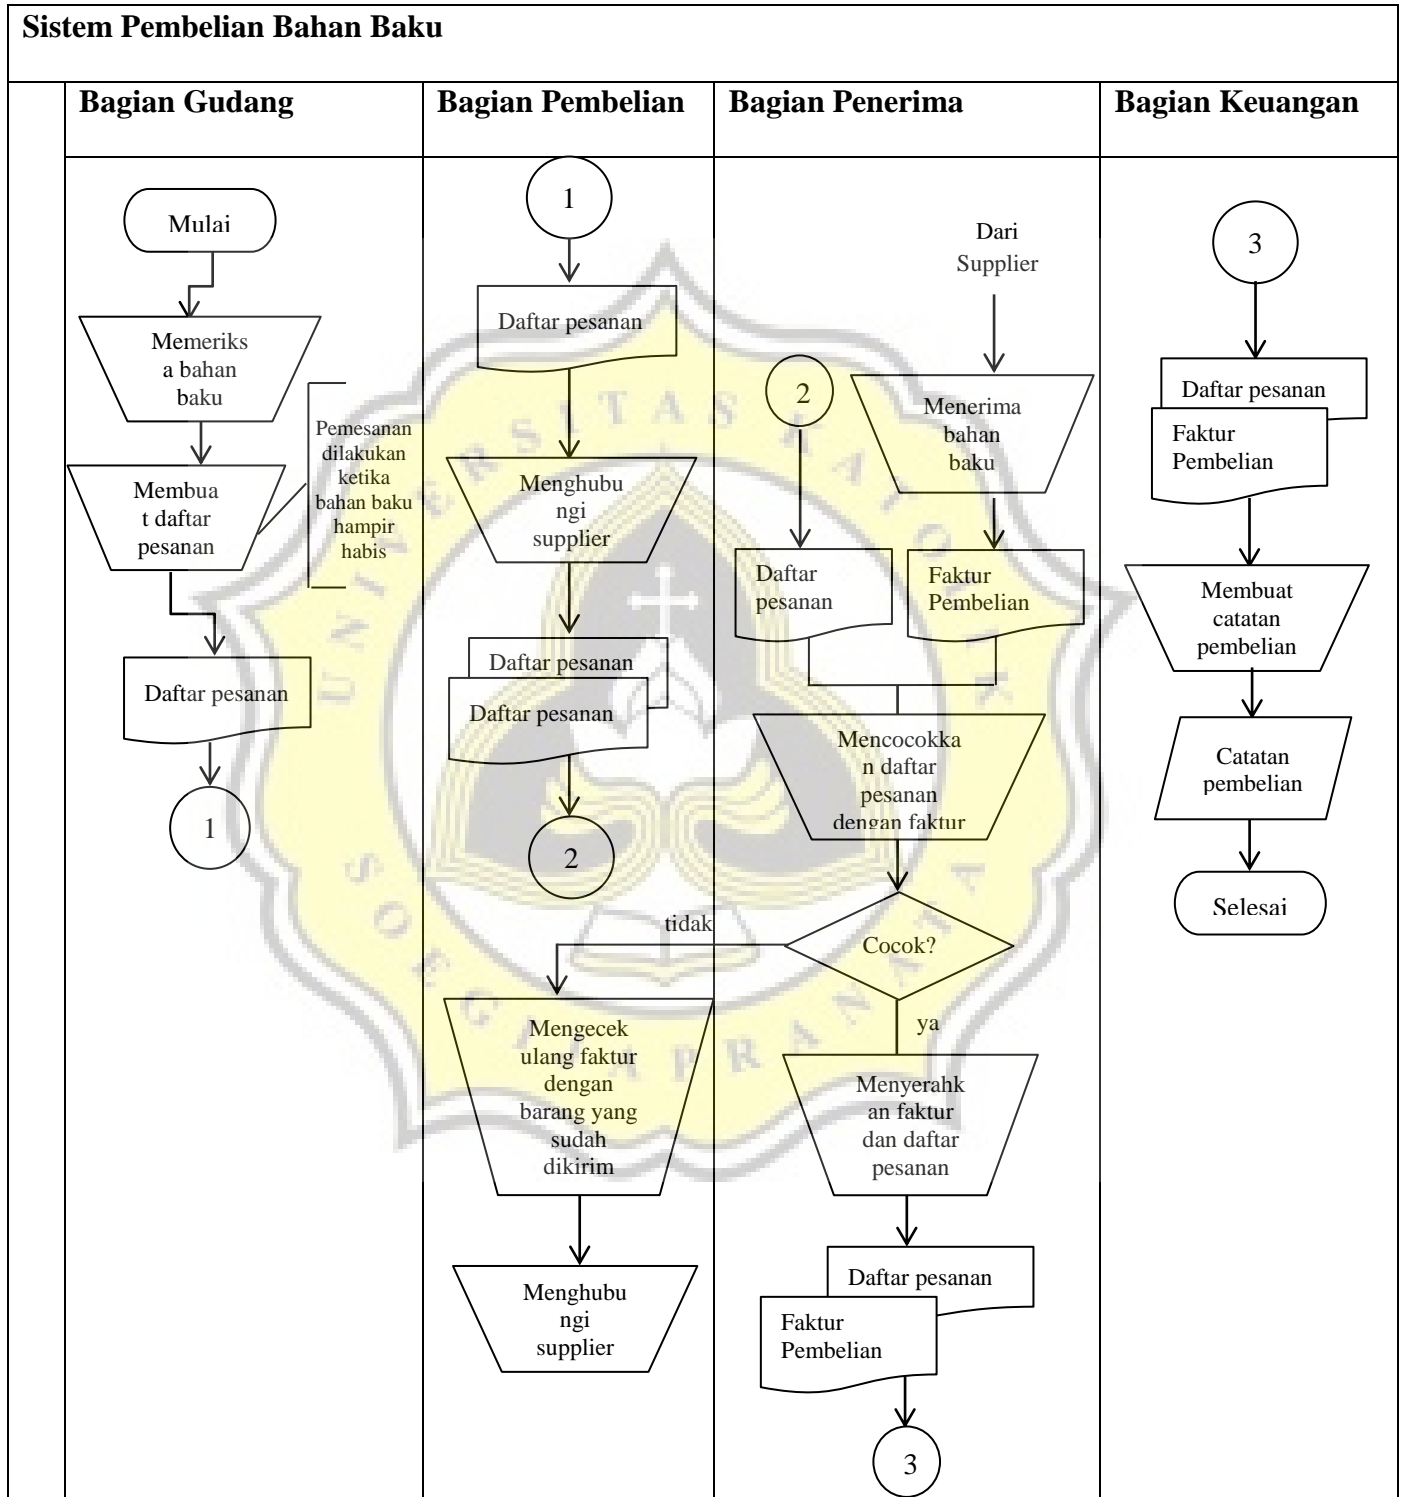 Sistem Pembelian Bahan Baku
Bagian Gudang
Bagian Pembelian
Bagian Penerima
Bagian Keuangan
Mulai
Memeriks
a bahan
baku
Membua
t daftar
pesanan
Pemesanan
dilakukan
ketika
bahan baku
hampir
habis
Daftar pesanan
1
1
Daftar pesanan
Menghubu
ngi
supplier
Daftar pesanan
Daftar pesanan
2
tidak
Mengecek
ulang faktur
dengan
barang yang
sudah
dikirim
Menghubu
ngi
supplier
Dari
Supplier
2
Menerima
bahan
baku
Daftar
pesanan
Faktur
Pembelian
Mencocokka
n daftar
pesanan
dengan faktur
Cocok?
ya
Menyerahk
an faktur
dan daftar
pesanan
Daftar pesanan
Faktur
Pembelian
3
3
Daftar pesanan
Faktur
Pembelian
Membuat
catatan
pembelian
Catatan
pembelian
Selesai
UNIVERSITAS KATOLIK
SOEGIJAPRANATA